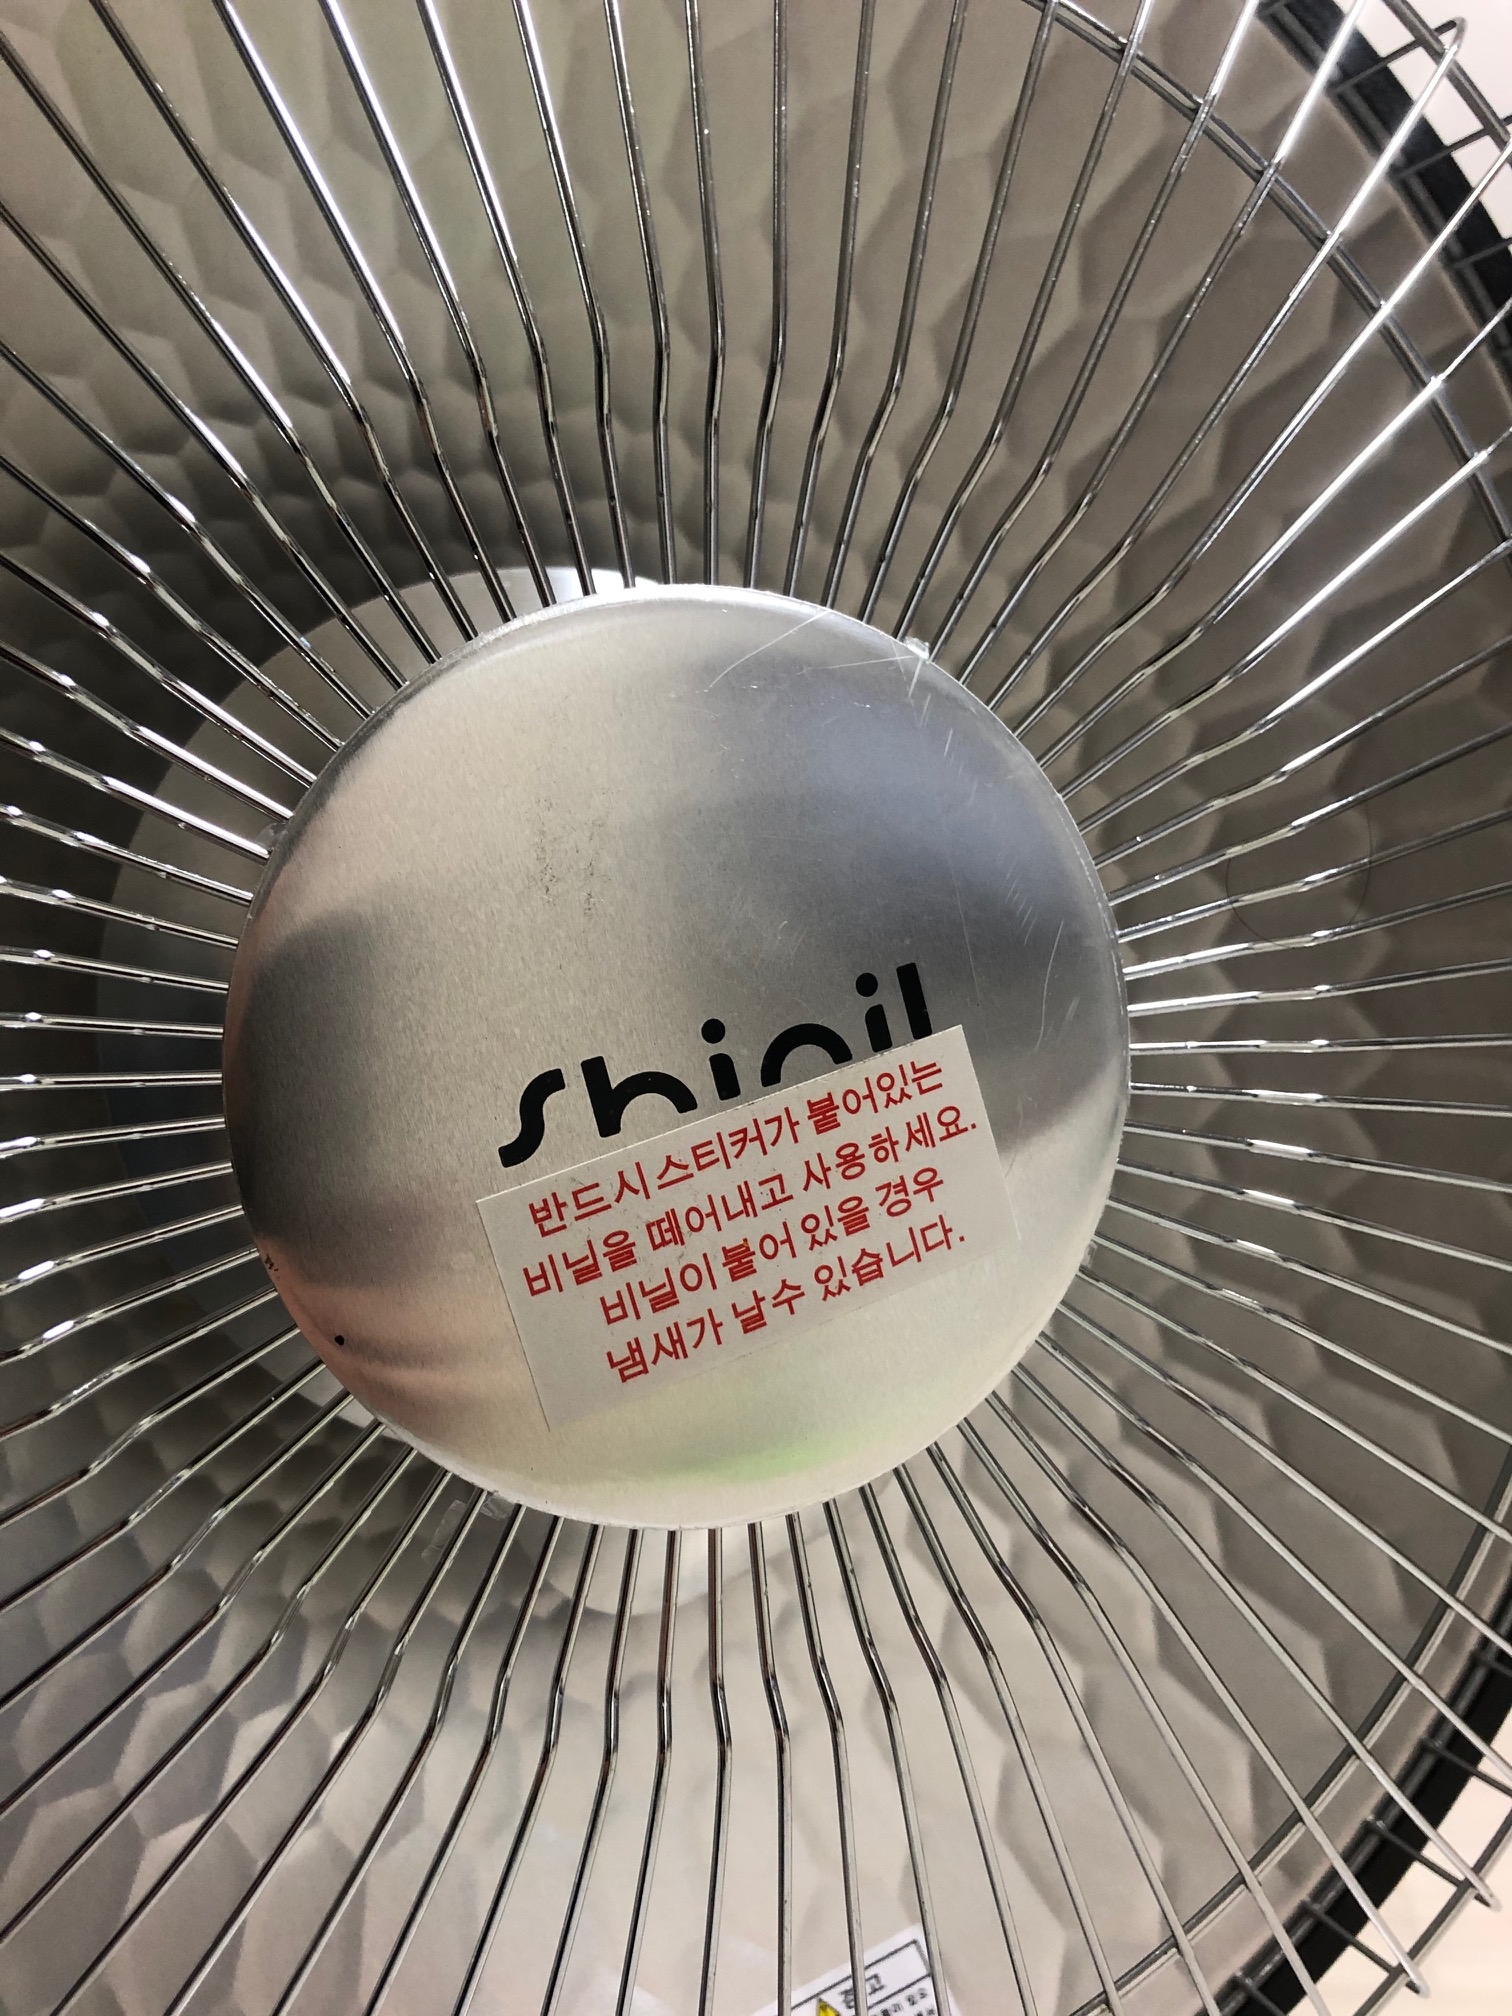 Shinil
반드시 스티커가 붙어있는
비닐을 떼어내고 사용하세요.
비닐이 붙어 있을 경우
냄새가 날수 있습니다.
경고